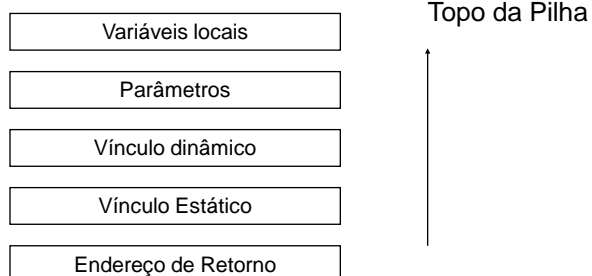 Topo da Pilha
Variáveis locais
Parâmetros
Vínculo dinâmico
Vínculo Estático
Endereço de Retorno